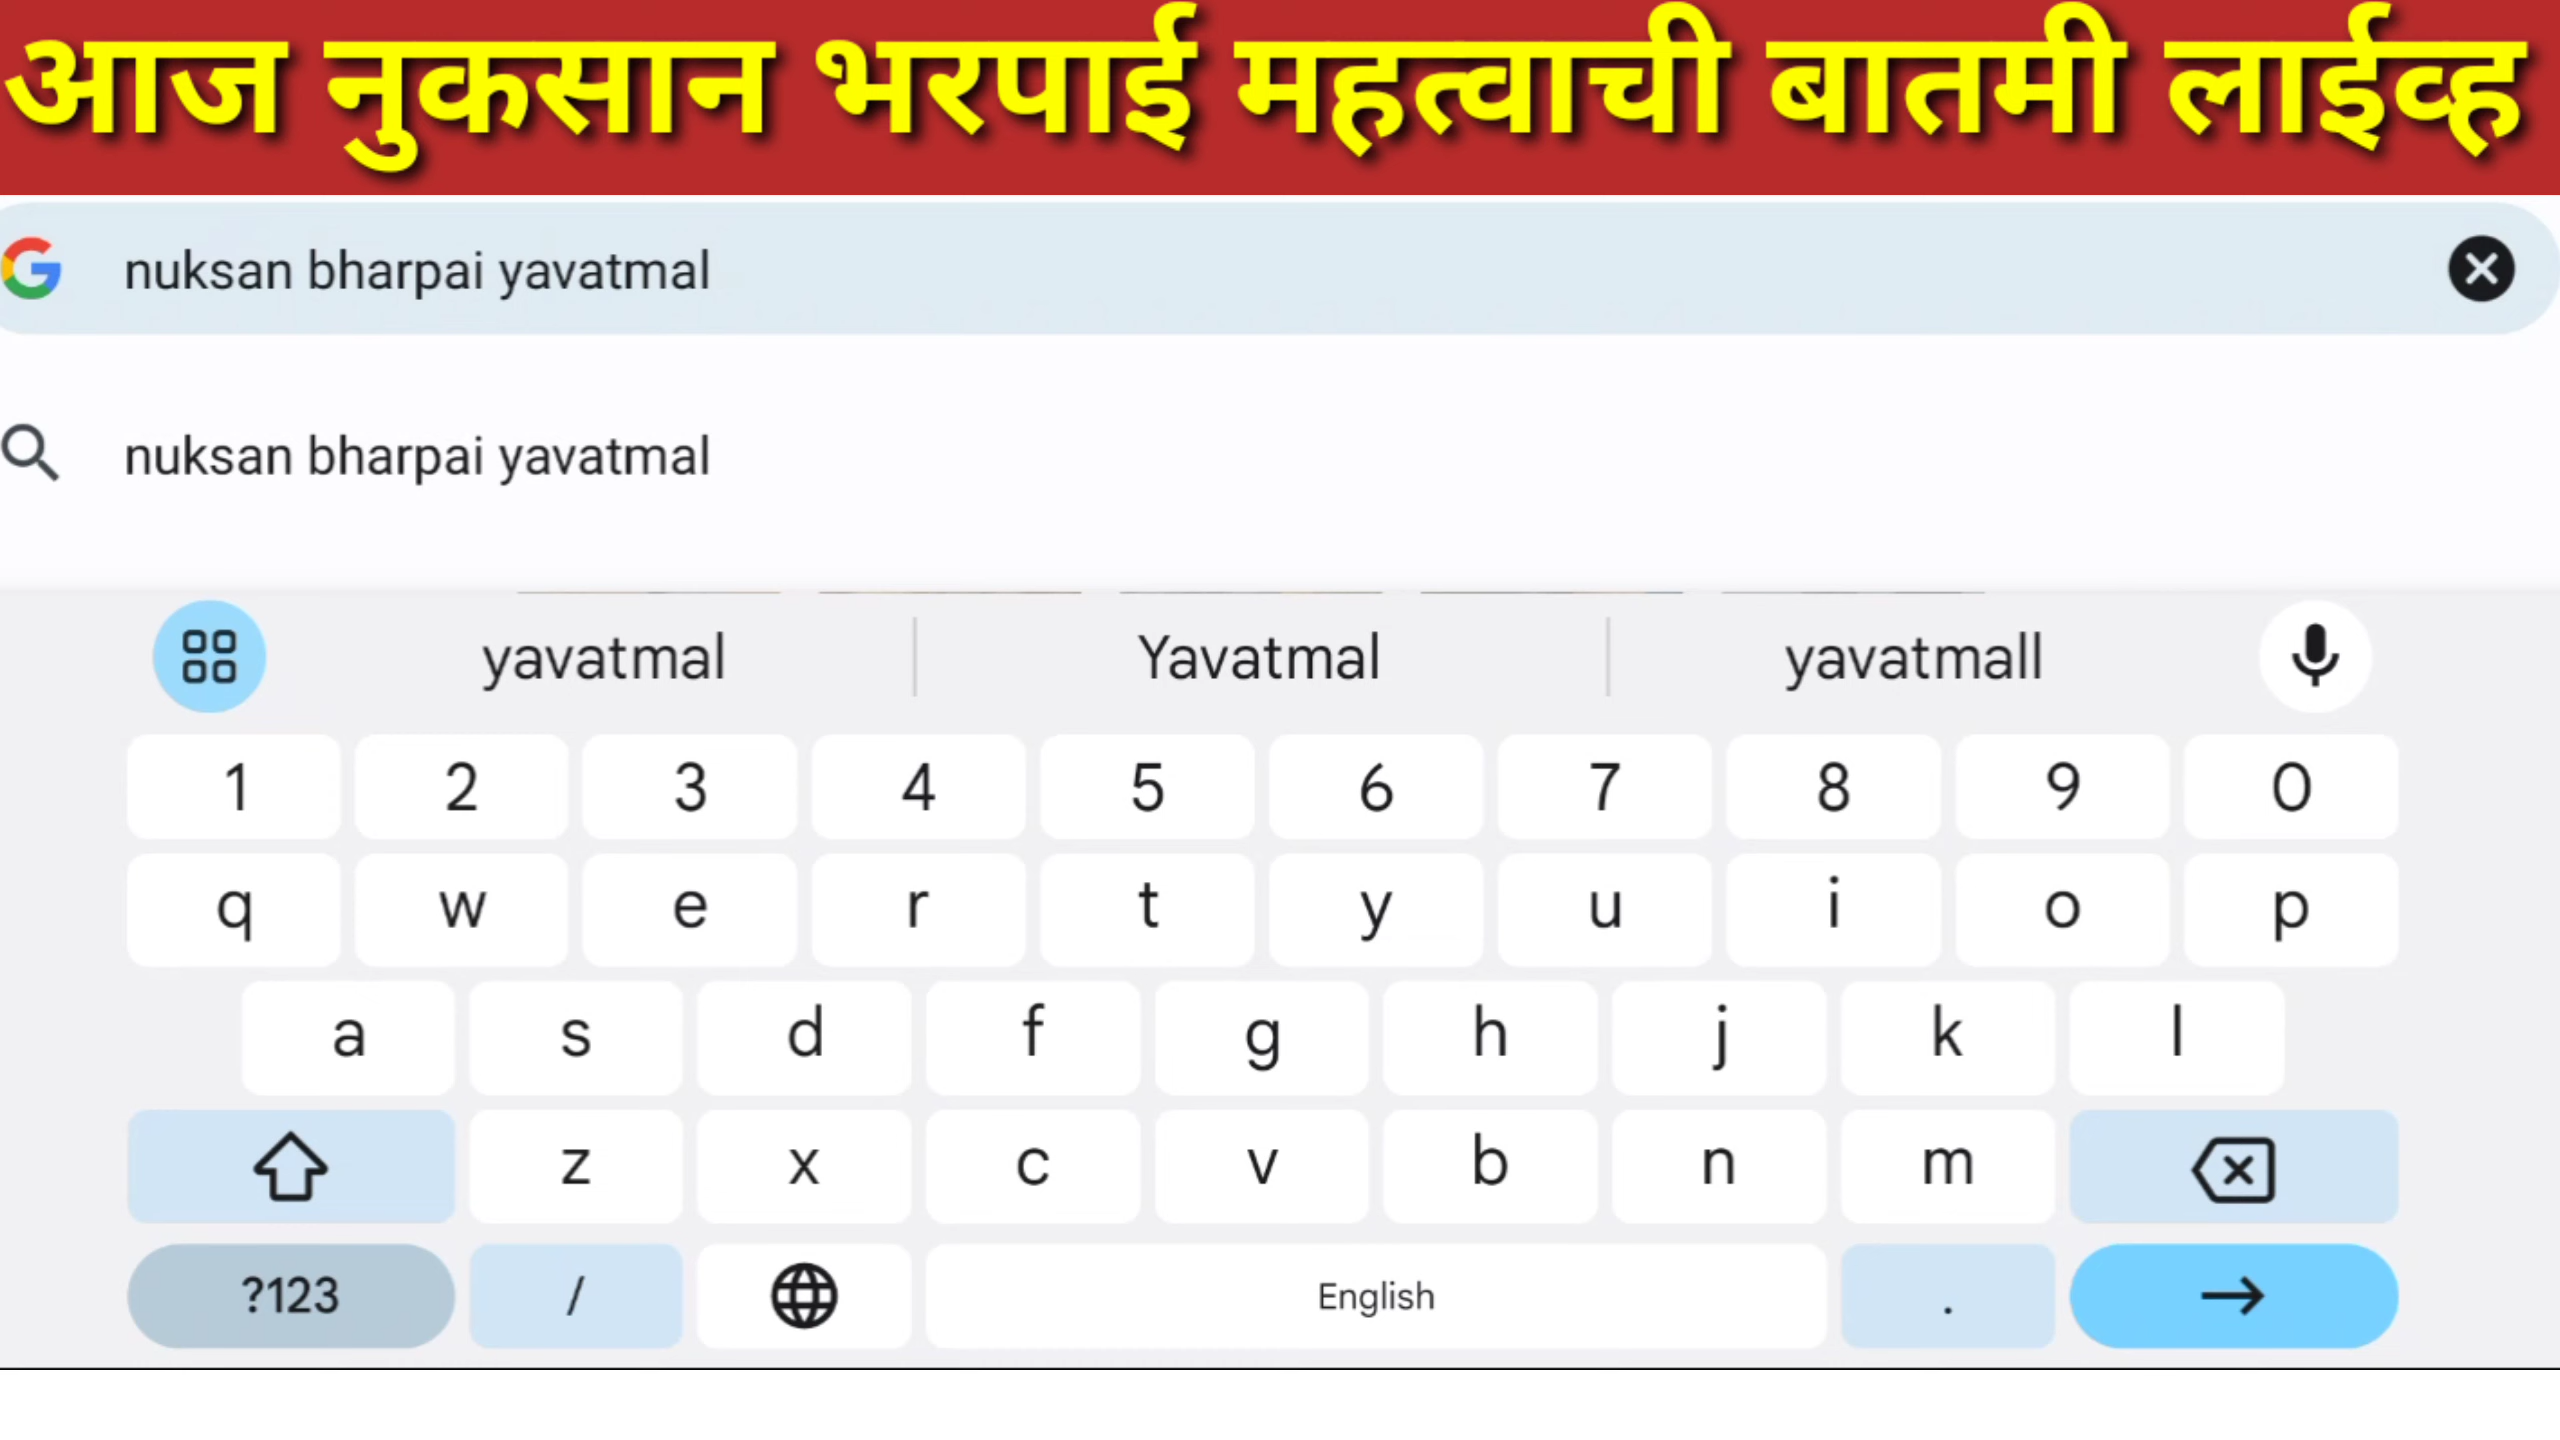 आज नुकसान भरपाई महत्वाची बातमी लाईव्ह
nuksan bharpai yavatmal
nuksan bharpai yavatmal
yavatmal Yavatmal yavatmall
1 2 3 4 5 6 7 8 9 0
q w e r t y u i o p
a s d f g h j k l
z x c v b n m
?123 / English .